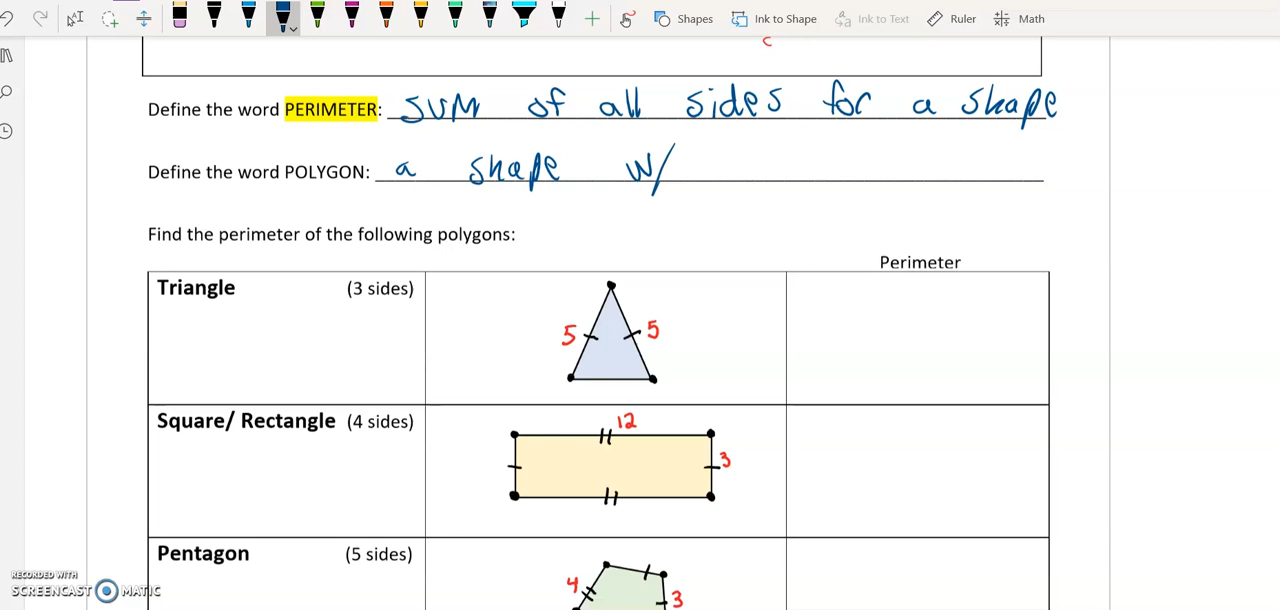 Shapes Ink to Shape Ink to Text Ruler Math
c
Define the word PERIMETER: sum of all sides for a shape
Define the word POLYGON: a shape w/
Find the perimeter of the following polygons:
Perimeter
Triangle (3 sides)
5 5
Square/ Rectangle (4 sides)
12
3
Pentagon (5 sides)
4 3
RECORDED WITH
SCREENCAST MATIC